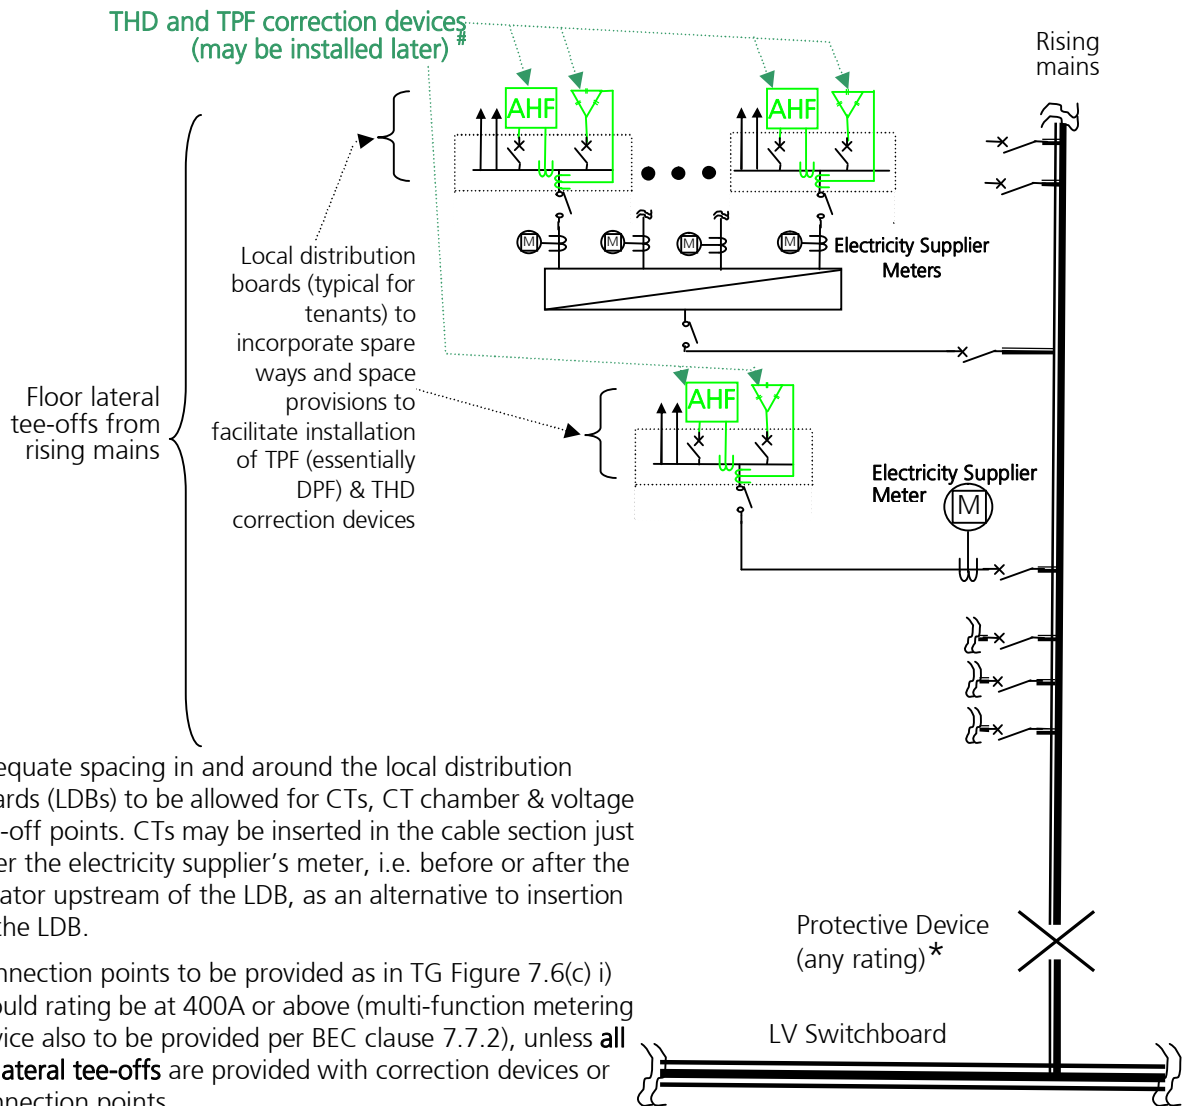 THD and TPF correction devices
(may be installed later) #
Rising
mains
AHF
AHF
M
M
M
M
Electricity Supplier
Meters
Local distribution
boards (typical for
tenants) to
incorporate spare
ways and space
provisions to
facilitate installation
of TPF (essentially
DPF) & THD
correction devices
Floor lateral
tee-offs from
rising mains
AHF
Electricity Supplier
Meter
M
equate spacing in and around the local distribution
ards (LDBs) to be allowed for CTs, CT chamber & voltage
-off points. CTs may be inserted in the cable section just
er the electricity supplier's meter, i.e. before or after the
ator upstream of the LDB, as an alternative to insertion
the LDB.
Protective Device
(any rating)*
nnection points to be provided as in TG Figure 7.6(c) i)
ould rating be at 400A or above (multi-function metering
vice also to be provided per BEC clause 7.7.2), unless all
lateral tee-offs are provided with correction devices or
nnection points
LV Switchboard